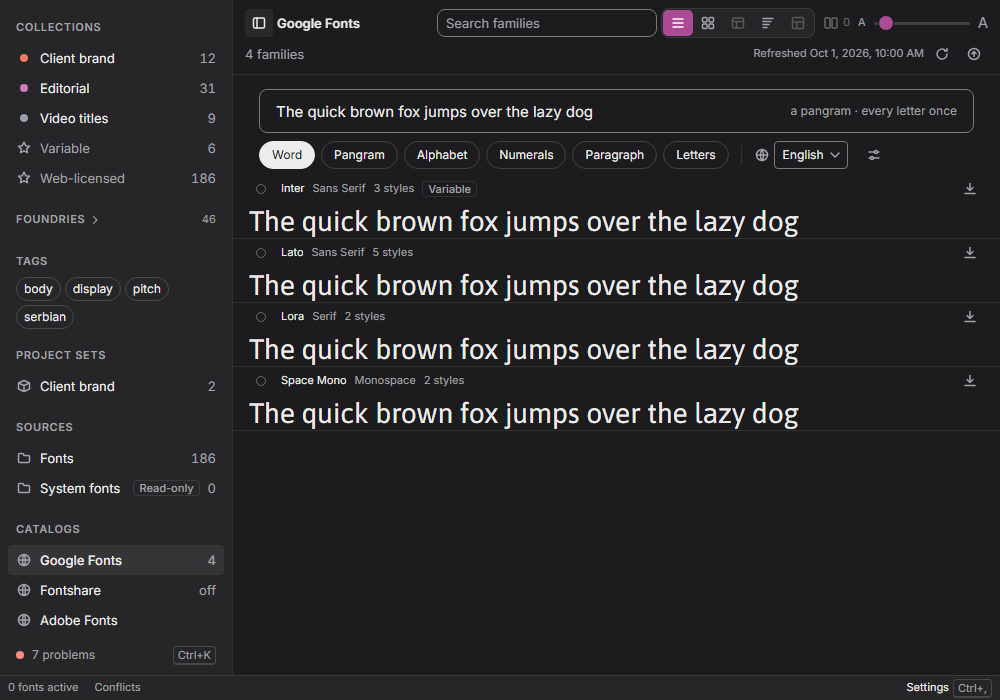 COLLECTIONS
Client brand 12
Editorial 31
Video titles 9
Variable 6
Web-licensed 186
FOUNDRIES 46
TAGS
body display pitch
serbian
PROJECT SETS
Client brand 2
SOURCES
Fonts 186
System fonts Read-only 0
CATALOGS
Google Fonts 4
Fontshare off
Adobe Fonts
7 problems Ctrl+K
Google Fonts Search families 0 A A
4 families Refreshed Oct 1, 2026, 10:00 AM
The quick brown fox jumps over the lazy dog a pangram · every letter once
Word Pangram Alphabet Numerals Paragraph Letters English
Inter Sans Serif 3 styles Variable
The quick brown fox jumps over the lazy dog
Lato Sans Serif 5 styles
The quick brown fox jumps over the lazy dog
Lora Serif 2 styles
The quick brown fox jumps over the lazy dog
Space Mono Monospace 2 styles
The quick brown fox jumps over the lazy dog
0 fonts active Conflicts Settings Ctrl+,